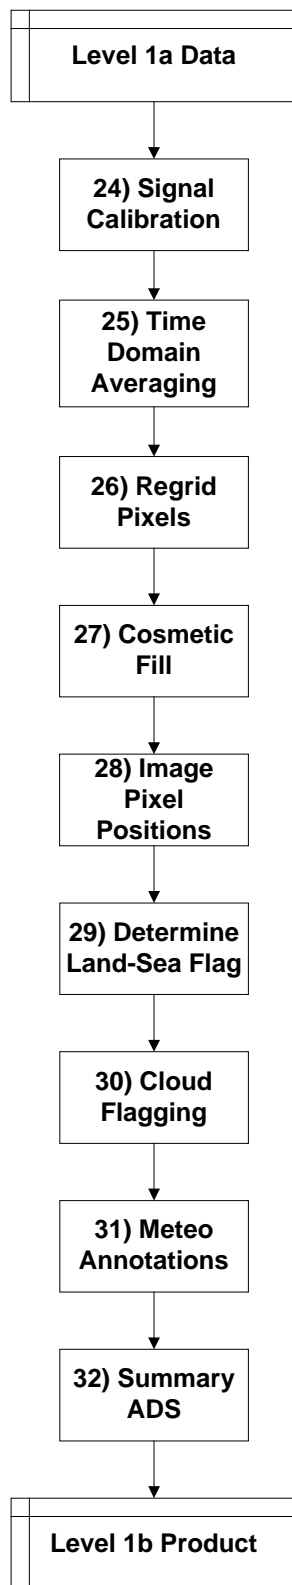 Level 1a Data
24) Signal
Calibration
25) Time
Domain
Averaging
26) Regrid
Pixels
27) Cosmetic
Fill
28) Image
Pixel
Positions
29) Determine
Land-Sea Flag
30) Cloud
Flagging
31) Meteo
Annotations
32) Summary
ADS
Level 1b Product